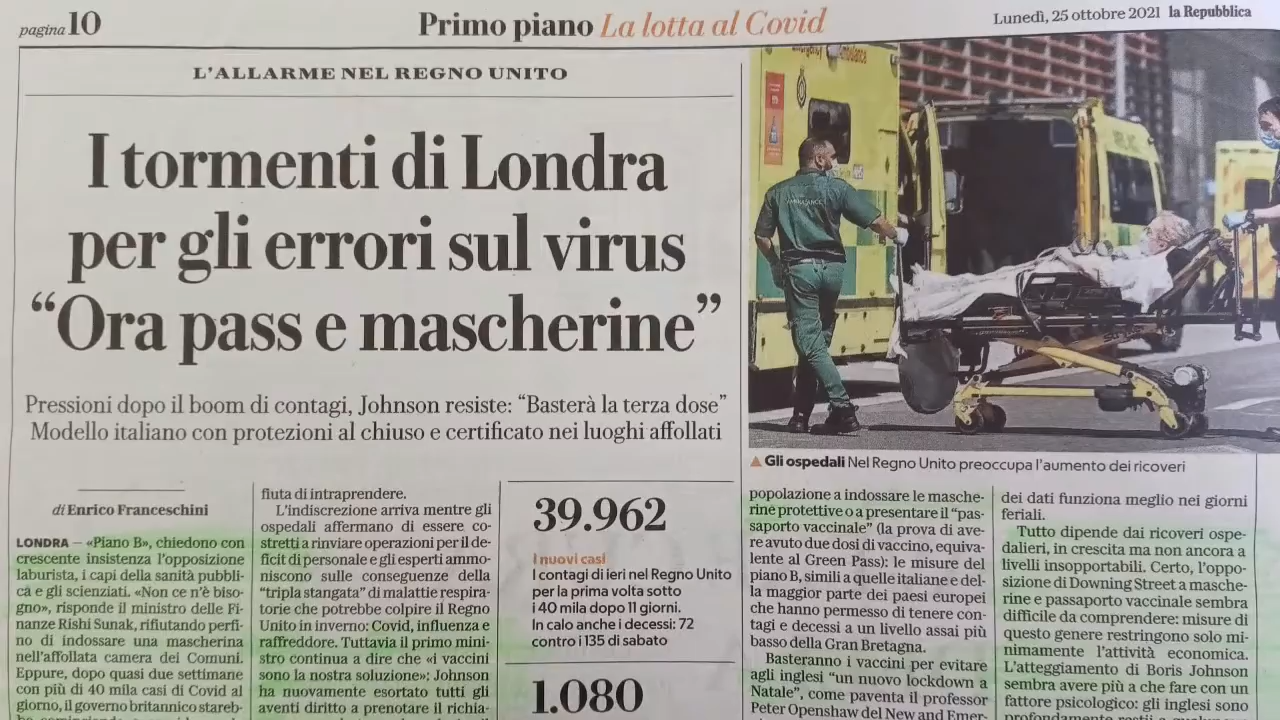 pagina 10
Primo piano La lotta al Covid
Lunedì, 25 ottobre 2021 la Repubblica
L'ALLARME NEL REGNO UNITO
I tormenti di Londra
per gli errori sul virus
“Ora pass e mascherine”
Pressioni dopo il boom di contagi, Johnson resiste: “Basterà la terza dose”
Modello italiano con protezioni al chiuso e certificato nei luoghi affollati
di Enrico Franceschini
LONDRA — «Piano B», chiedono con
crescente insistenza l'opposizione
laburista, i capi della sanità pubbli-
ca e gli scienziati. «Non ce n'è biso-
gno», risponde il ministro delle Fi-
nanze Rishi Sunak, rifiutando perfi-
no di indossare una mascherina
nell'affollata camera dei Comuni.
Eppure, dopo quasi due settimane
con più di 40 mila casi di Covid al
giorno, il governo britannico stareb-
fiuta di intraprendere.
L'indiscrezione arriva mentre gli
ospedali affermano di essere co-
stretti a rinviare operazioni per il de-
ficit di personale e gli esperti ammo-
niscono sulle conseguenze della
“tripla stangata” di malattie respira-
torie che potrebbe colpire il Regno
Unito in inverno: Covid, influenza e
raffreddore. Tuttavia il primo mini-
stro continua a dire che «i vaccini
sono la nostra soluzione»: Johnson
ha nuovamente esortato tutti gli
aventi diritto a prenotare il richia-
39.962
I nuovi casi
I contagi di ieri nel Regno Unito
per la prima volta sotto
i 40 mila dopo 11 giorni.
In calo anche i decessi: 72
contro i 135 di sabato
1.080
AMBULANCE
Gli ospedali Nel Regno Unito preoccupa l'aumento dei ricoveri
popolazione a indossare le masche-
rine protettive o a presentare il “pas-
saporto vaccinale” (la prova di ave-
re avuto due dosi di vaccino, equiva-
lente al Green Pass): le misure del
piano B, simili a quelle italiane e del-
la maggior parte dei paesi europei
che hanno permesso di tenere con-
tagi e decessi a un livello assai più
basso della Gran Bretagna.
Basteranno i vaccini per evitare
agli inglesi “un nuovo lockdown a
Natale”, come paventa il professor
Peter Openshaw del New and Emer-
dei dati funziona meglio nei giorni
feriali.
Tutto dipende dai ricoveri ospe-
dalieri, in crescita ma non ancora a
livelli insopportabili. Certo, l'oppo-
sizione di Downing Street a masche-
rine e passaporto vaccinale sembra
difficile da comprendere: misure di
questo genere restringono solo mi-
nimamente l'attività economica.
L'atteggiamento di Boris Johnson
sembra avere più a che fare con un
fattore psicologico: gli inglesi sono